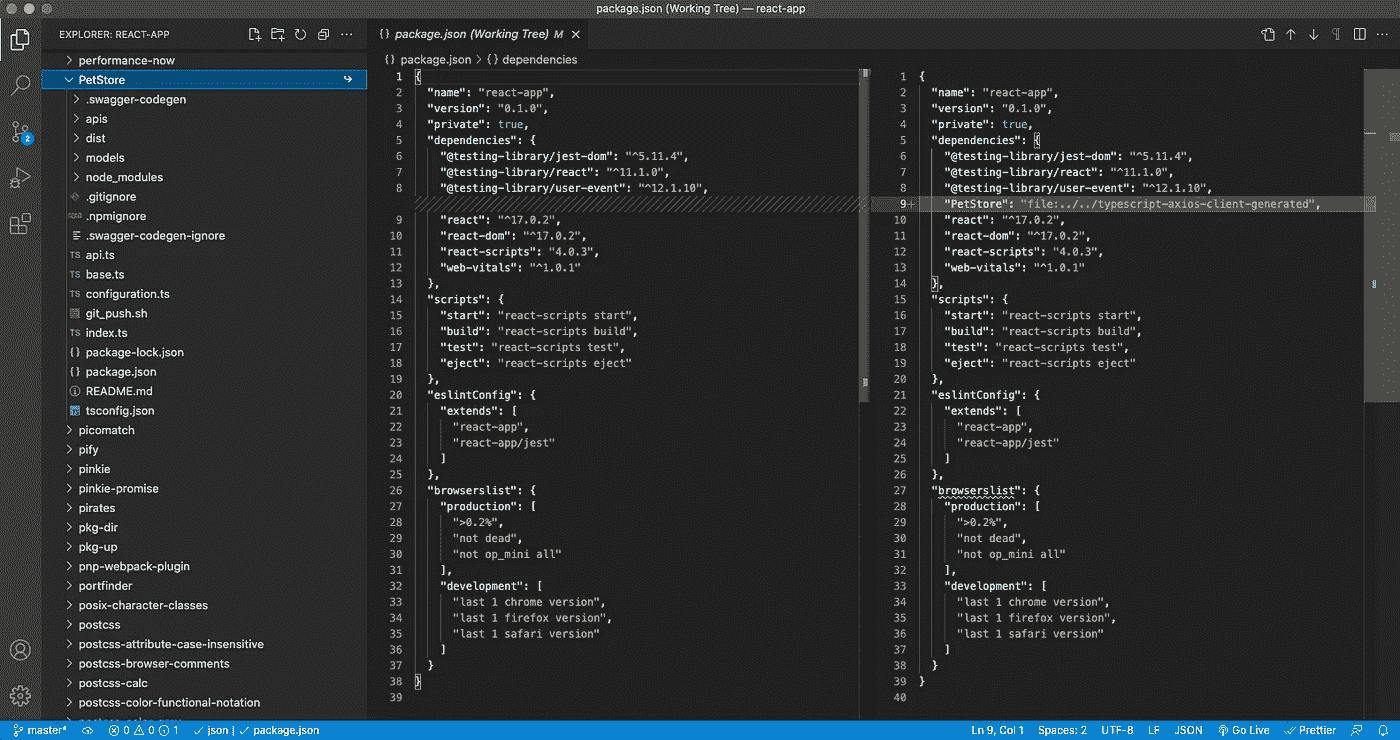 package.json (Working Tree) — react-app
EXPLORER: REACT-APP
performance-now
PetStore
.swagger-codegen
apis
dist
models
node_modules
.gitignore
.npmignore
.swagger-codegen-ignore
TS api.ts
TS base.ts
TS configuration.ts
git_push.sh
TS index.ts
{} package-lock.json
{} package.json
README.md
tsconfig.json
picomatch
pify
pinkie
pinkie-promise
pirates
pkg-dir
pkg-up
pnp-webpack-plugin
portfinder
posix-character-classes
postcss
postcss-attribute-case-insensitive
postcss-browser-comments
postcss-calc
postcss-color-functional-notation
2
{} package.json (Working Tree) M
{} package.json > {} dependencies
1 {
2 "name": "react-app",
3 "version": "0.1.0",
4 "private": true,
5 "dependencies": {
6 "@testing-library/jest-dom": "^5.11.4",
7 "@testing-library/react": "^11.1.0",
8 "@testing-library/user-event": "^12.1.10",
9 "react": "^17.0.2",
10 "react-dom": "^17.0.2",
11 "react-scripts": "4.0.3",
12 "web-vitals": "^1.0.1"
13 },
14 "scripts": {
15 "start": "react-scripts start",
16 "build": "react-scripts build",
17 "test": "react-scripts test",
18 "eject": "react-scripts eject"
19 },
20 "eslintConfig": {
21 "extends": [
22 "react-app",
23 "react-app/jest"
24 ]
25 },
26 "browserslist": {
27 "production": [
28 ">0.2%",
29 "not dead",
30 "not op_mini all"
31 ],
32 "development": [
33 "last 1 chrome version",
34 "last 1 firefox version",
35 "last 1 safari version"
36 ]
37 }
38 }
39
1 {
2 "name": "react-app",
3 "version": "0.1.0",
4 "private": true,
5 "dependencies": {
6 "@testing-library/jest-dom": "^5.11.4",
7 "@testing-library/react": "^11.1.0",
8 "@testing-library/user-event": "^12.1.10",
9+ "PetStore": "file:../../typescript-axios-client-generated",
10 "react": "^17.0.2",
11 "react-dom": "^17.0.2",
12 "react-scripts": "4.0.3",
13 "web-vitals": "^1.0.1"
14 },
15 "scripts": {
16 "start": "react-scripts start",
17 "build": "react-scripts build",
18 "test": "react-scripts test",
19 "eject": "react-scripts eject"
20 },
21 "eslintConfig": {
22 "extends": [
23 "react-app",
24 "react-app/jest"
25 ]
26 },
27 "browserslist": {
28 "production": [
29 ">0.2%",
30 "not dead",
31 "not op_mini all"
32 ],
33 "development": [
34 "last 1 chrome version",
35 "last 1 firefox version",
36 "last 1 safari version"
37 ]
38 }
39 }
40
master* 0 0 1 json | package.json Ln 9, Col 1 Spaces: 2 UTF-8 LF JSON Go Live Prettier